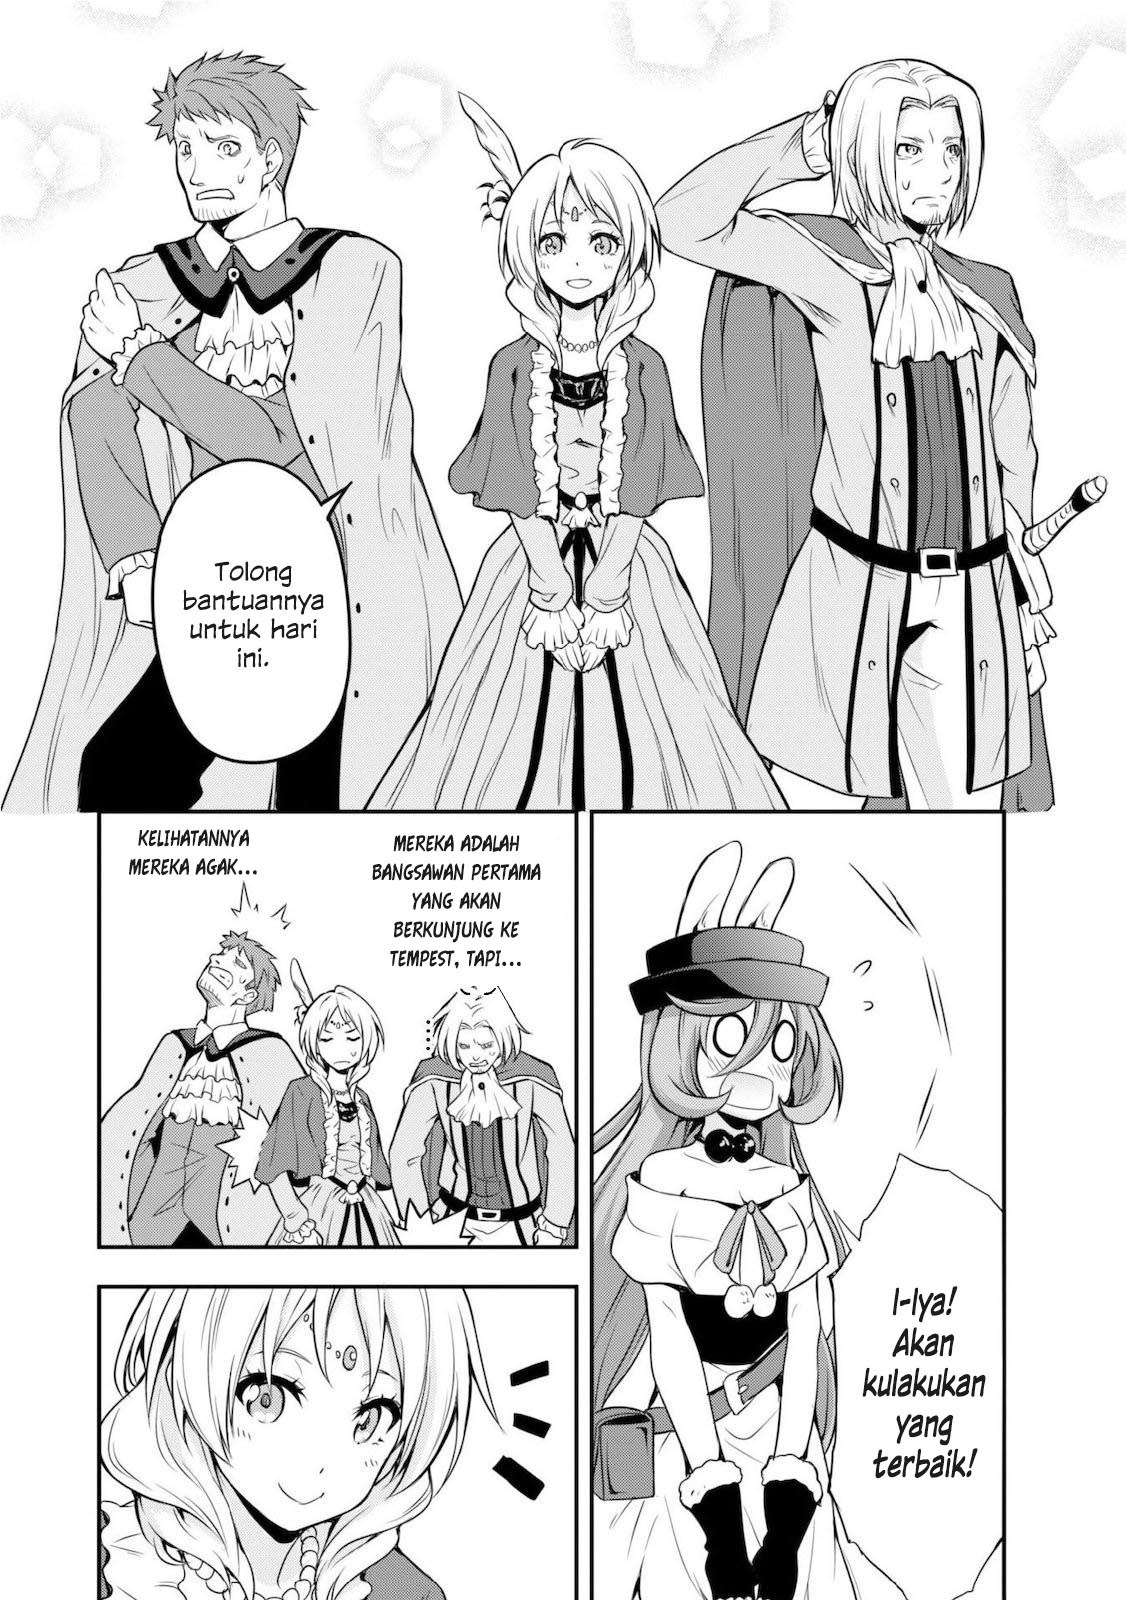 Tolong
bantuannya
untuk hari
ini.
I-Iya!
Akan
kulakukan
yang
terbaik!
MEREKA ADALAH
BANGSAWAN PERTAMA
YANG AKAN
BERKUNJUNG KE
TEMPEST, TAPI...
KELIHATANNYA
MEREKA AGAK...